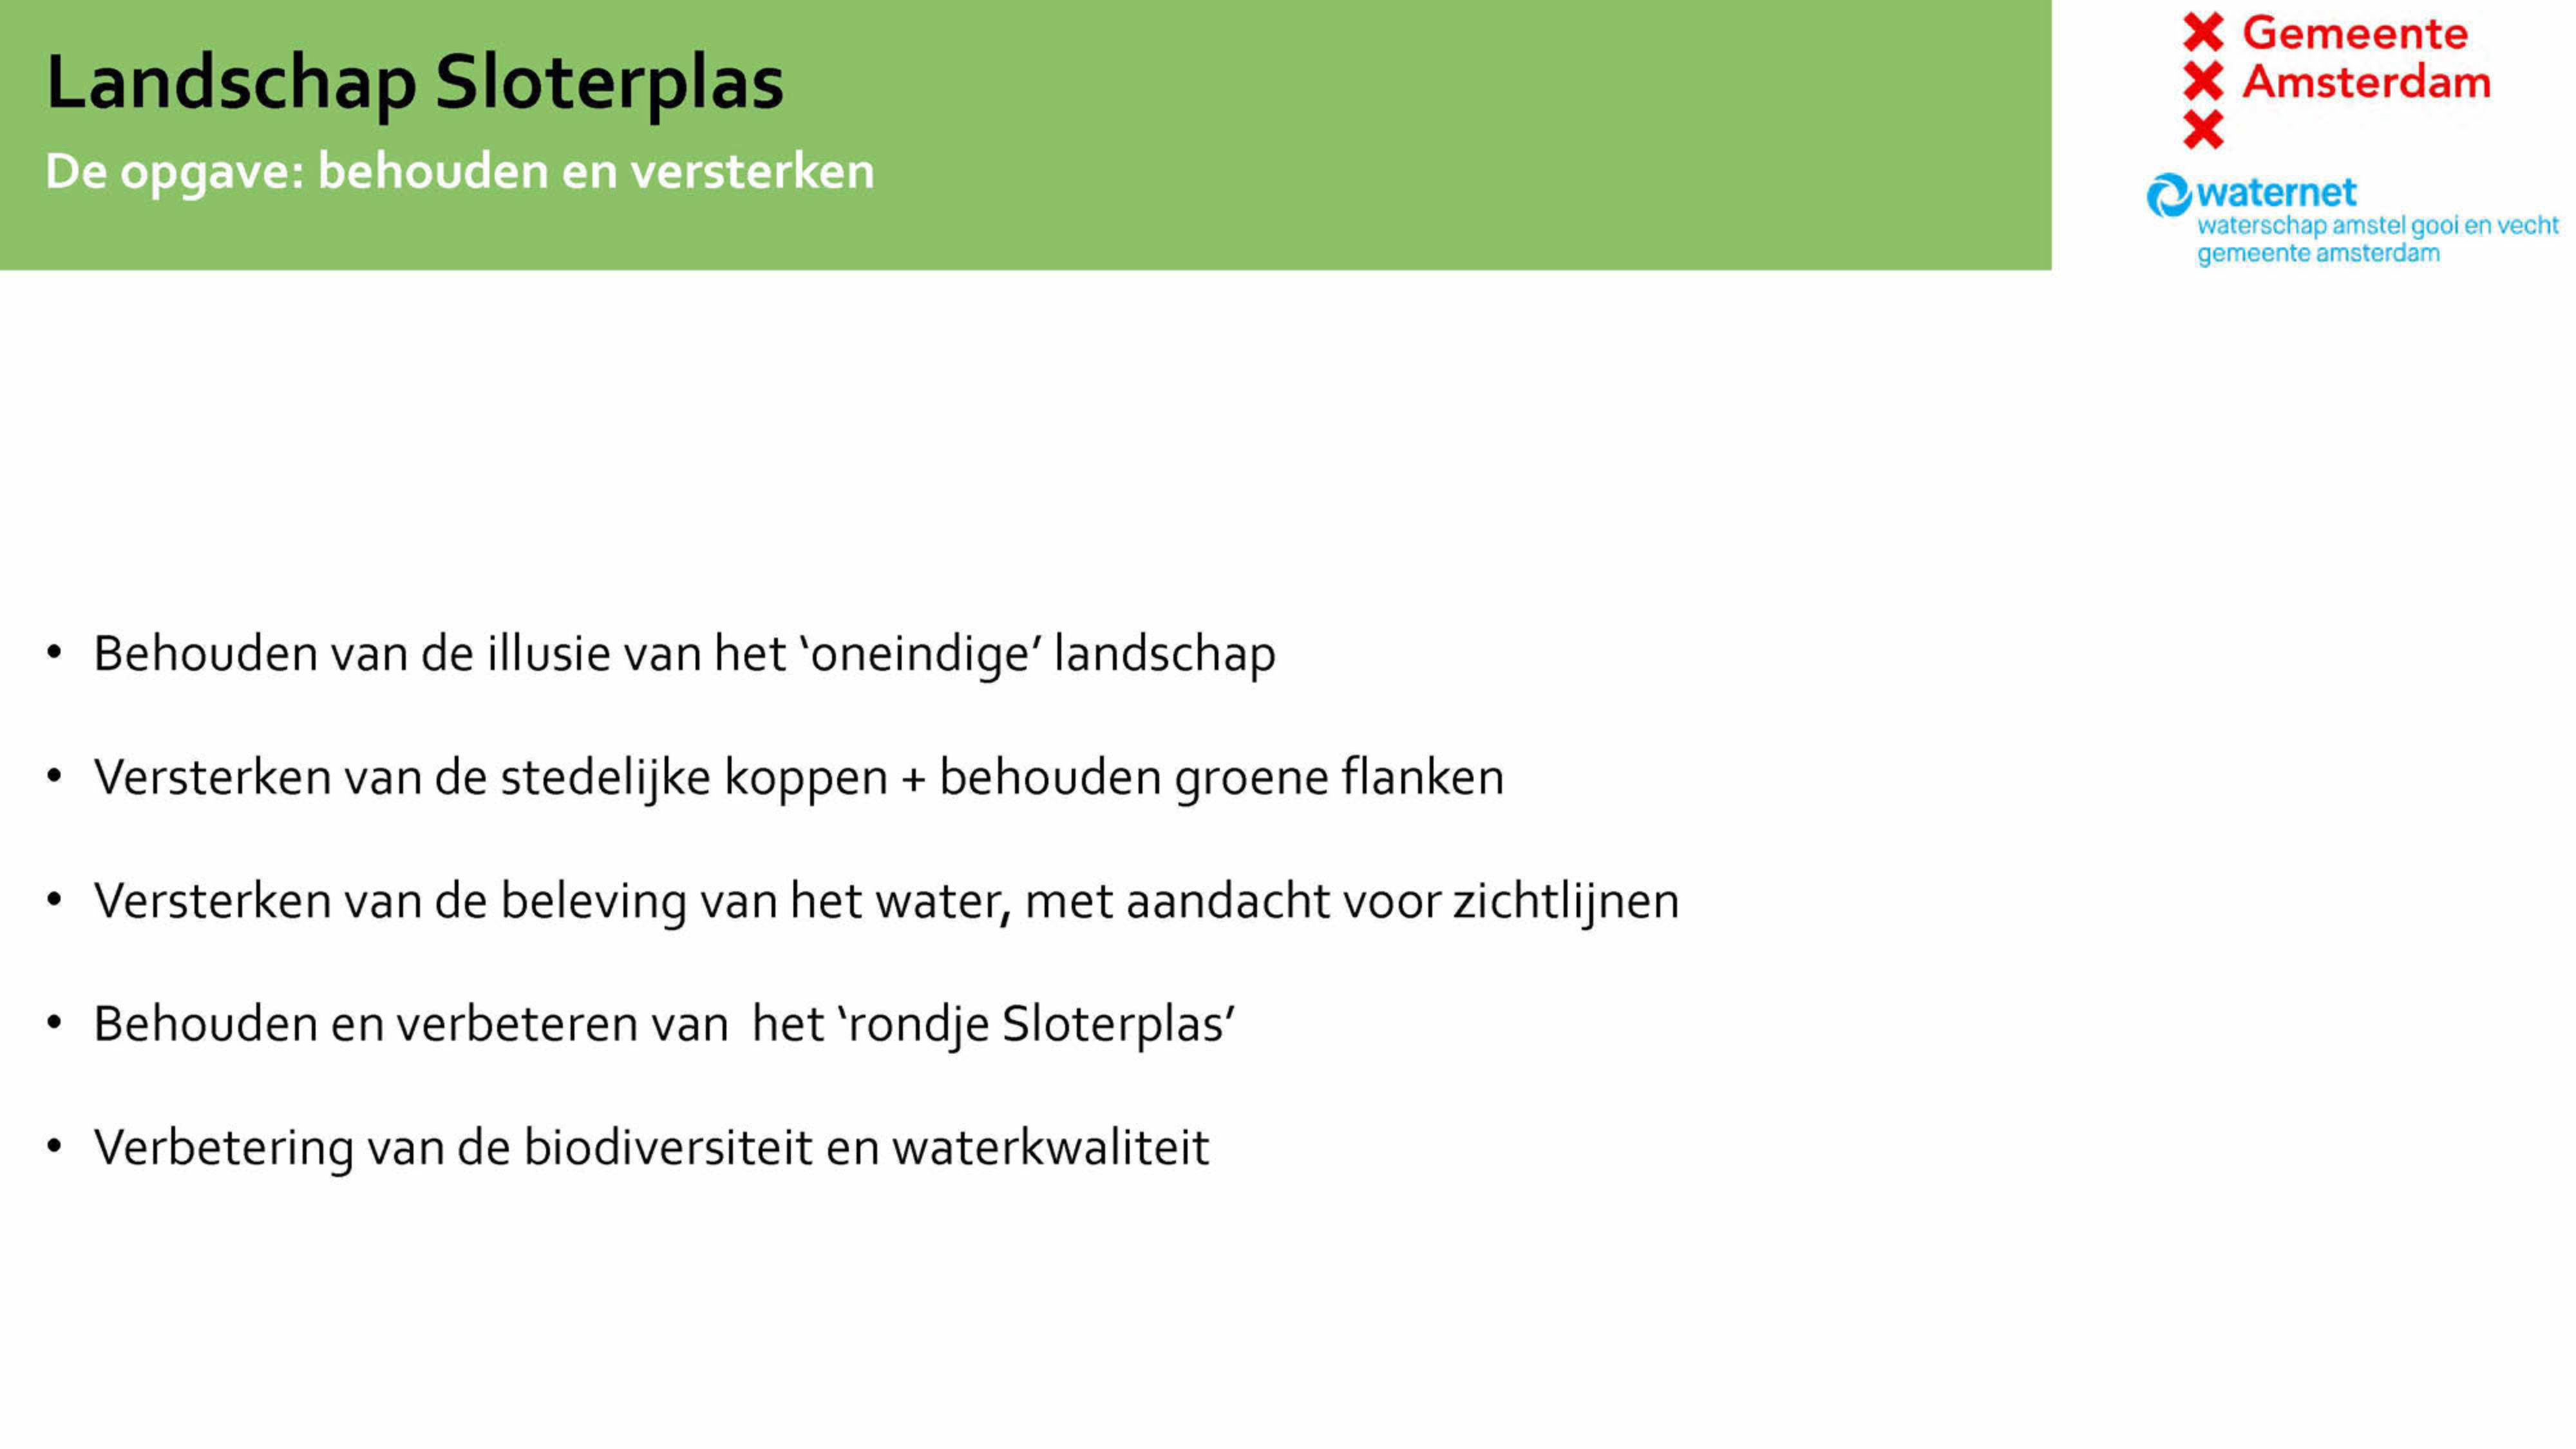 Landschap Sloterplas
De opgave: behouden en versterken
Gemeente
Amsterdam
waternet
waterschap amstel gooi en vecht
gemeente amsterdam
• Behouden van de illusie van het ‘oneindige’ landschap
• Versterken van de stedelijke koppen + behouden groene flanken
• Versterken van de beleving van het water, met aandacht voor zichtlijnen
• Behouden en verbeteren van  het ‘rondje Sloterplas’
• Verbetering van de biodiversiteit en waterkwaliteit